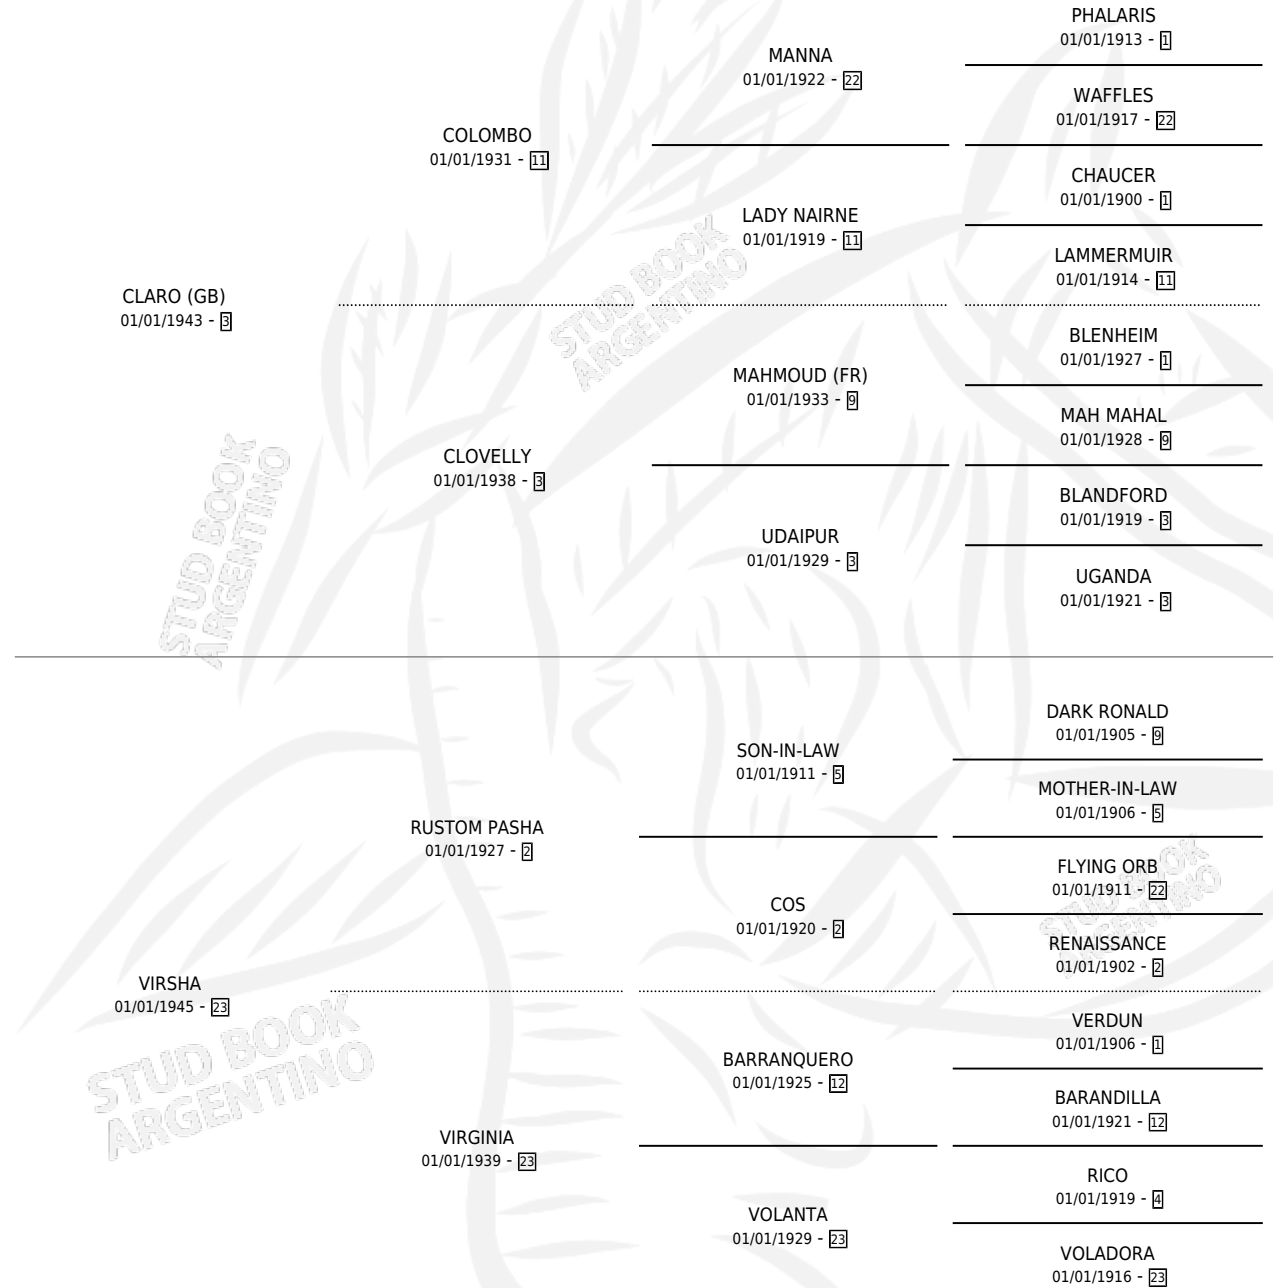 PHALARIS
01/01/1913 - 1
MANNA
01/01/1922 - 22
WAFFLES
01/01/1917 - 22
COLOMBO
01/01/1931 - 11
CHAUCER
01/01/1900 - 1
LADY NAIRNE
01/01/1919 - 11
LAMMERMUIR
01/01/1914 - 11
CLARO (GB)
01/01/1943 - 3
STUD BOOK
ARGENTINO
BLENHEIM
01/01/1927 - 1
MAHMOUD (FR)
01/01/1933 - 9
MAH MAHAL
01/01/1928 - 9
CLOVELLY
01/01/1938 - 3
BLANDFORD
01/01/1919 - 3
UDAIPUR
01/01/1929 - 3
UGANDA
01/01/1921 - 3
STUD BOOK
ARGENTINO
DARK RONALD
01/01/1905 - 9
SON-IN-LAW
01/01/1911 - 5
MOTHER-IN-LAW
01/01/1906 - 5
RUSTOM PASHA
01/01/1927 - 2
FLYING ORB
01/01/1911 - 22
COS
01/01/1920 - 2
RENAISSANCE
01/01/1902 - 2
STUD BOOK
ARGENTINO
VIRSHA
01/01/1945 - 23
VERDUN
01/01/1906 - 1
BARRANQUERO
01/01/1925 - 12
BARANDILLA
01/01/1921 - 12
STUD BOOK
ARGENTINO
VIRGINIA
01/01/1939 - 23
RICO
01/01/1919 - 4
VOLANTA
01/01/1929 - 23
VOLADORA
01/01/1916 - 23